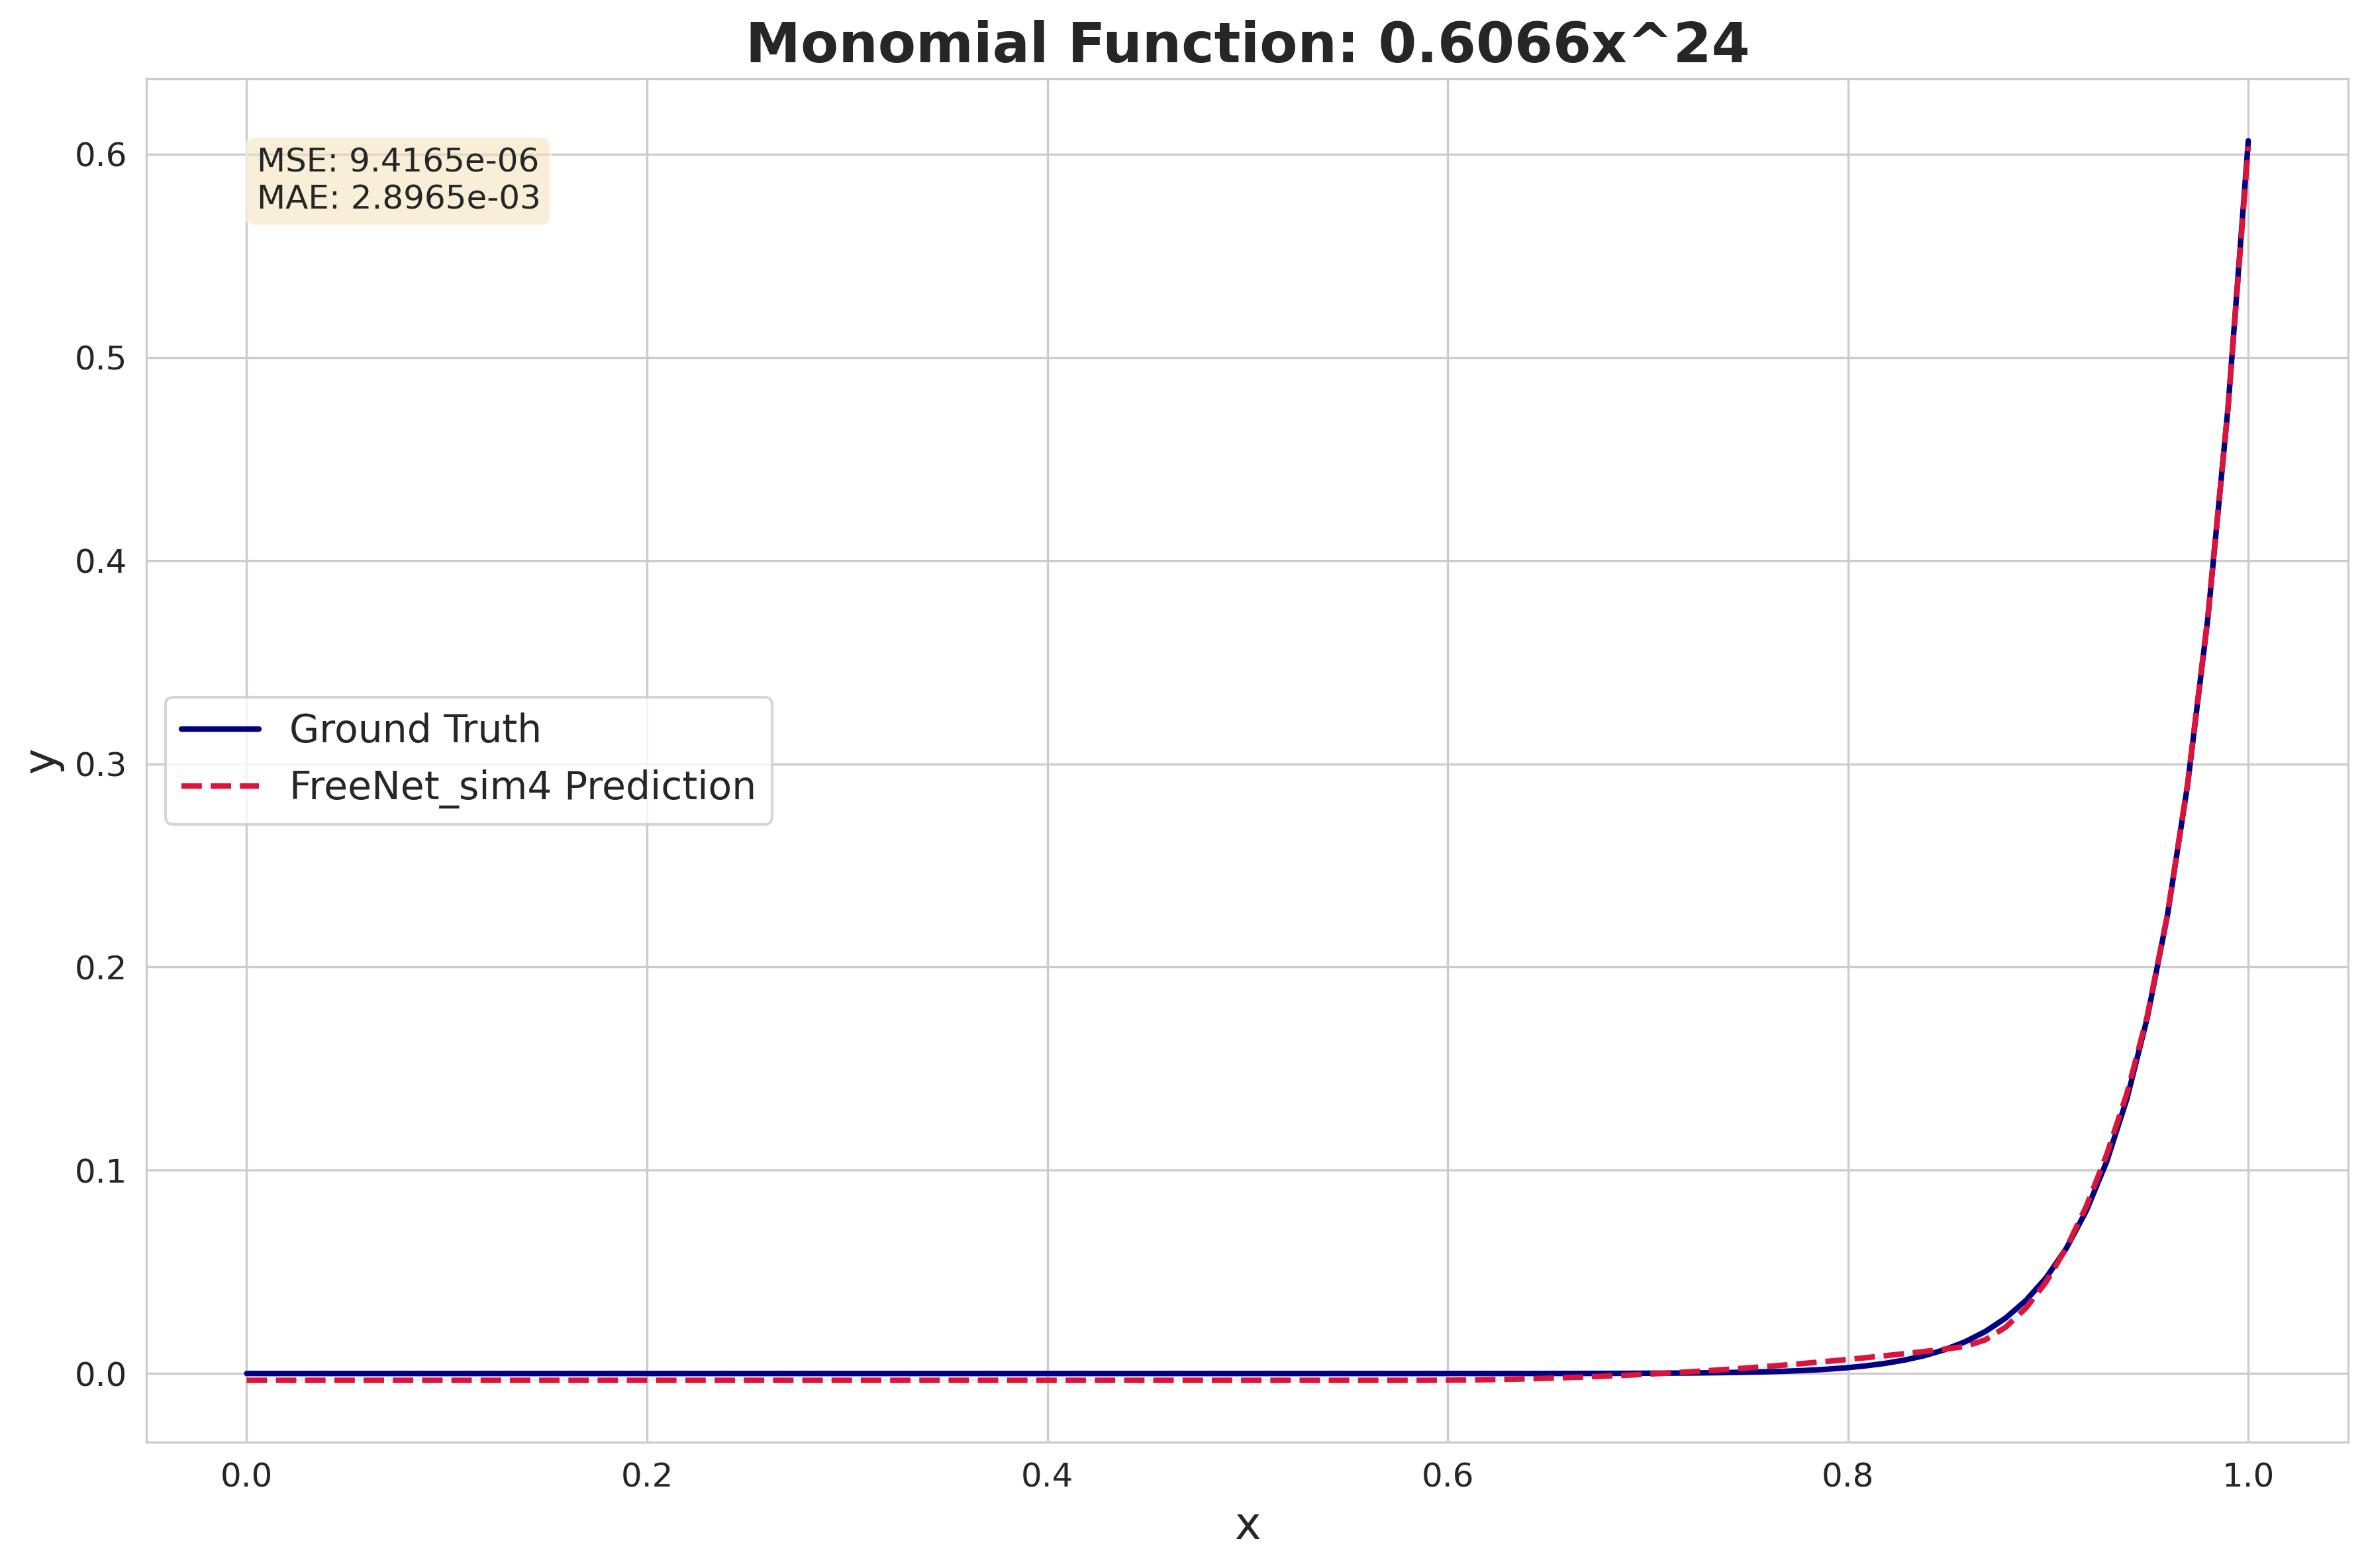 Monomial Function: 0.6066x^24
MSE: 9.4165e-06
MAE: 2.8965e-03
0.6
0.5
0.4
0.3
0.2
0.1
0.0
y
Ground Truth
FreeNet_sim4 Prediction
0.0 0.2 0.4 0.6 0.8 1.0
x